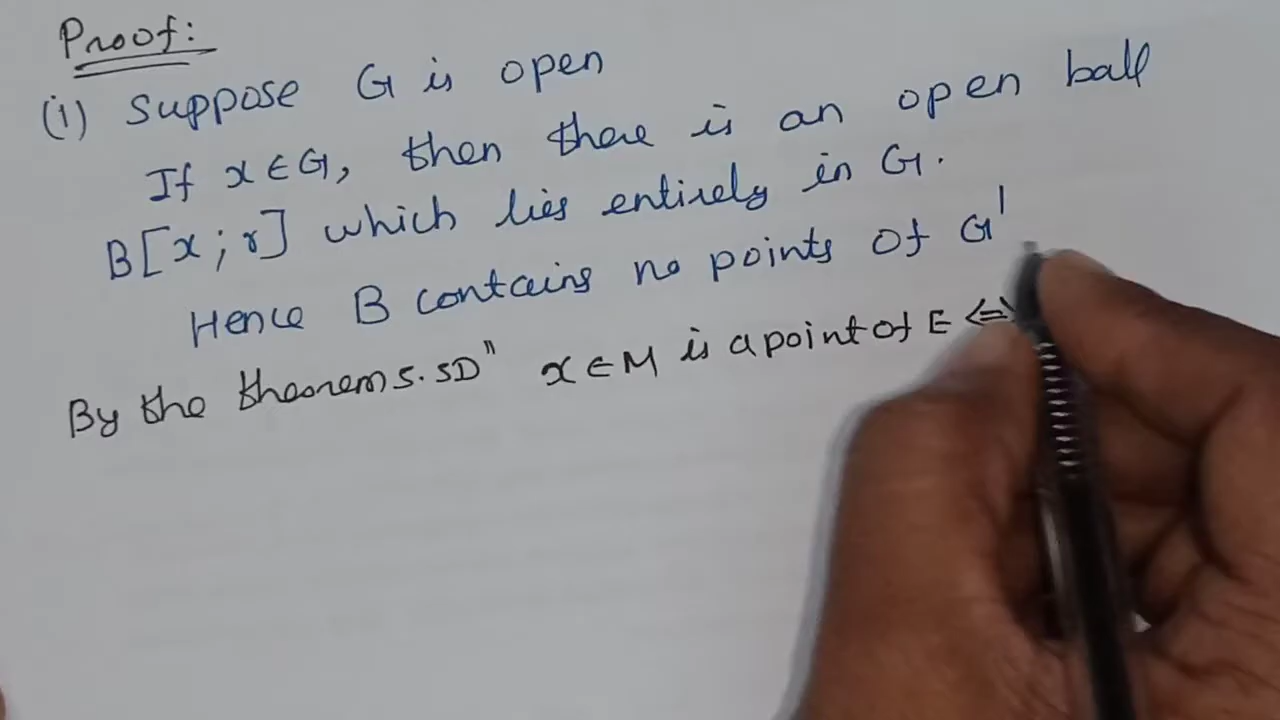 Proof:
(i) Suppose G is open
If x ∈ G, then there is an open ball
B[x ; r] which lies entirely in G.
Hence B contains no points of G'
By the theorem 5.5D" x ∈ M is a point of E ⇔